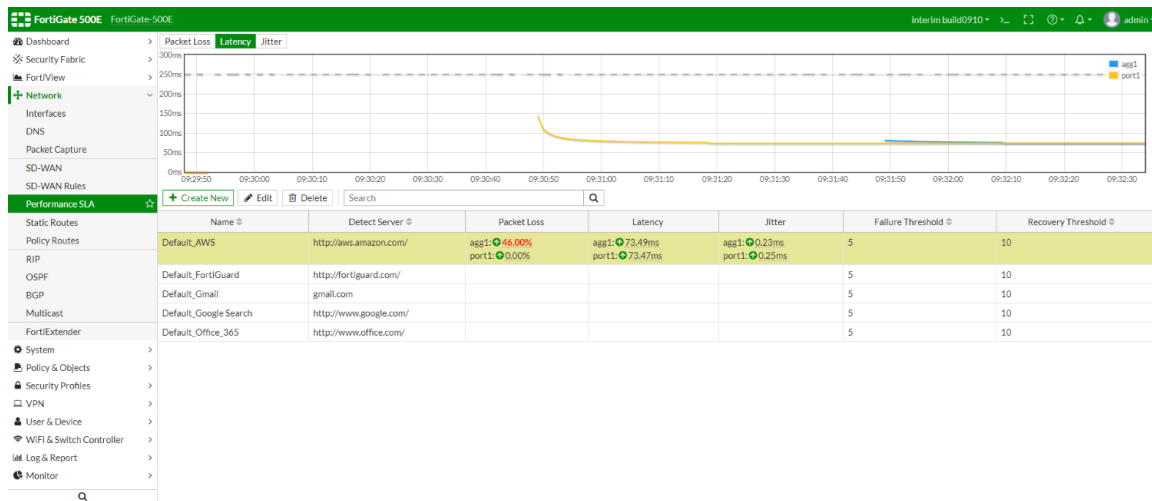 FortiGate 500E FortiGate-500E interim build0910 >_ admin
Dashboard
Security Fabric
FortiView
Network
Interfaces
DNS
Packet Capture
SD-WAN
SD-WAN Rules
Performance SLA
Static Routes
Policy Routes
RIP
OSPF
BGP
Multicast
FortiExtender
System
Policy & Objects
Security Profiles
VPN
User & Device
WiFi & Switch Controller
Log & Report
Monitor
Packet Loss Latency Jitter
300ms
250ms
200ms
150ms
100ms
50ms
0ms
agg1
port1
09:29:50 09:30:00 09:30:10 09:30:20 09:30:30 09:30:40 09:30:50 09:31:00 09:31:10 09:31:20 09:31:30 09:31:40 09:31:50 09:32:00 09:32:10 09:32:20 09:32:30
+ Create New Edit Delete Search
Name Detect Server Packet Loss Latency Jitter Failure Threshold Recovery Threshold
Default_AWS http://aws.amazon.com/ agg1: 46.00% agg1: 73.49ms agg1: 0.23ms 5 10
port1: 0.00% port1: 73.47ms port1: 0.25ms
Default_FortiGuard http://fortiguard.com/ 5 10
Default_Gmail gmail.com 5 10
Default_Google Search http://www.google.com/ 5 10
Default_Office_365 http://www.office.com/ 5 10